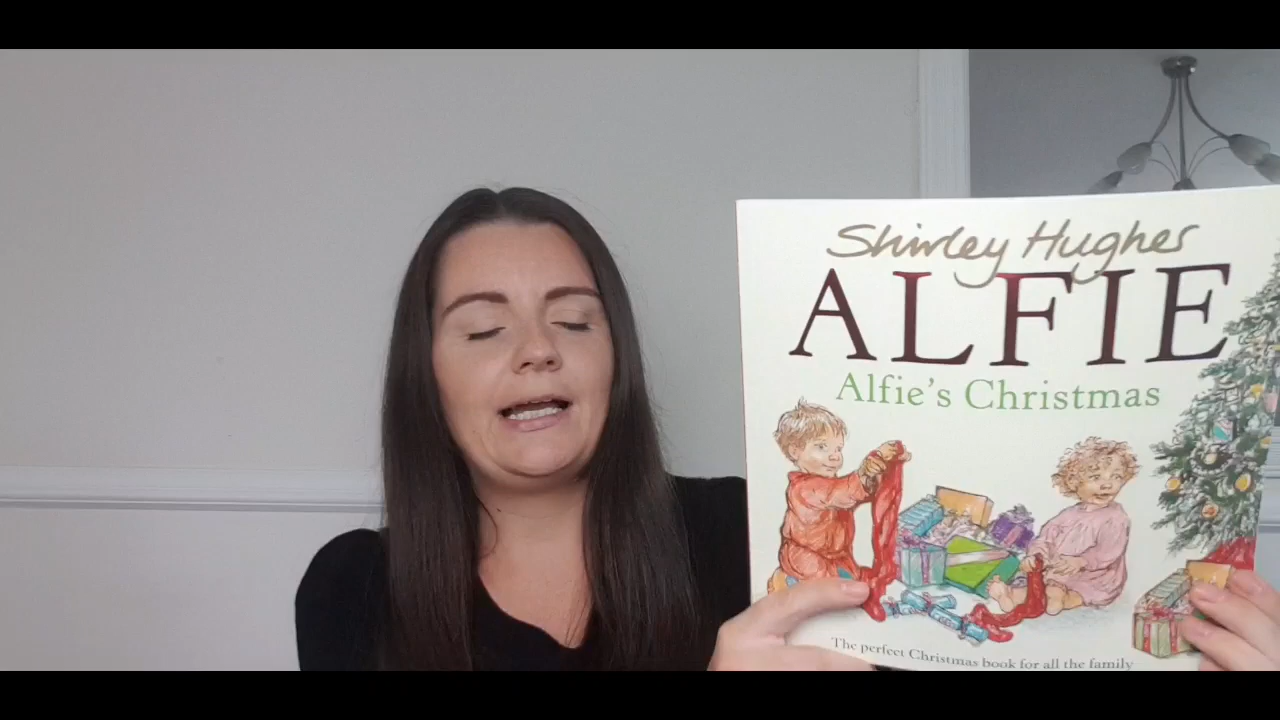 Shirley Hughes
ALFIE
Alfie's Christmas
The perfect Christmas book for all the family